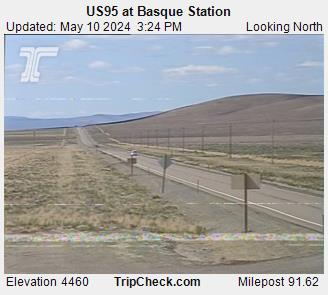 US95 at Basque Station
Updated: May 10 2024 3:24 PM Looking North
Elevation 4460 TripCheck.com Milepost 91.62